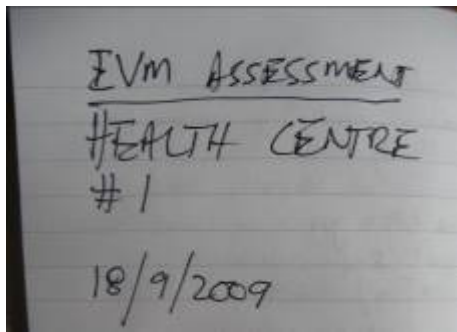 EVM ASSESSMENT
HEALTH CENTRE
# 1
18/9/2009